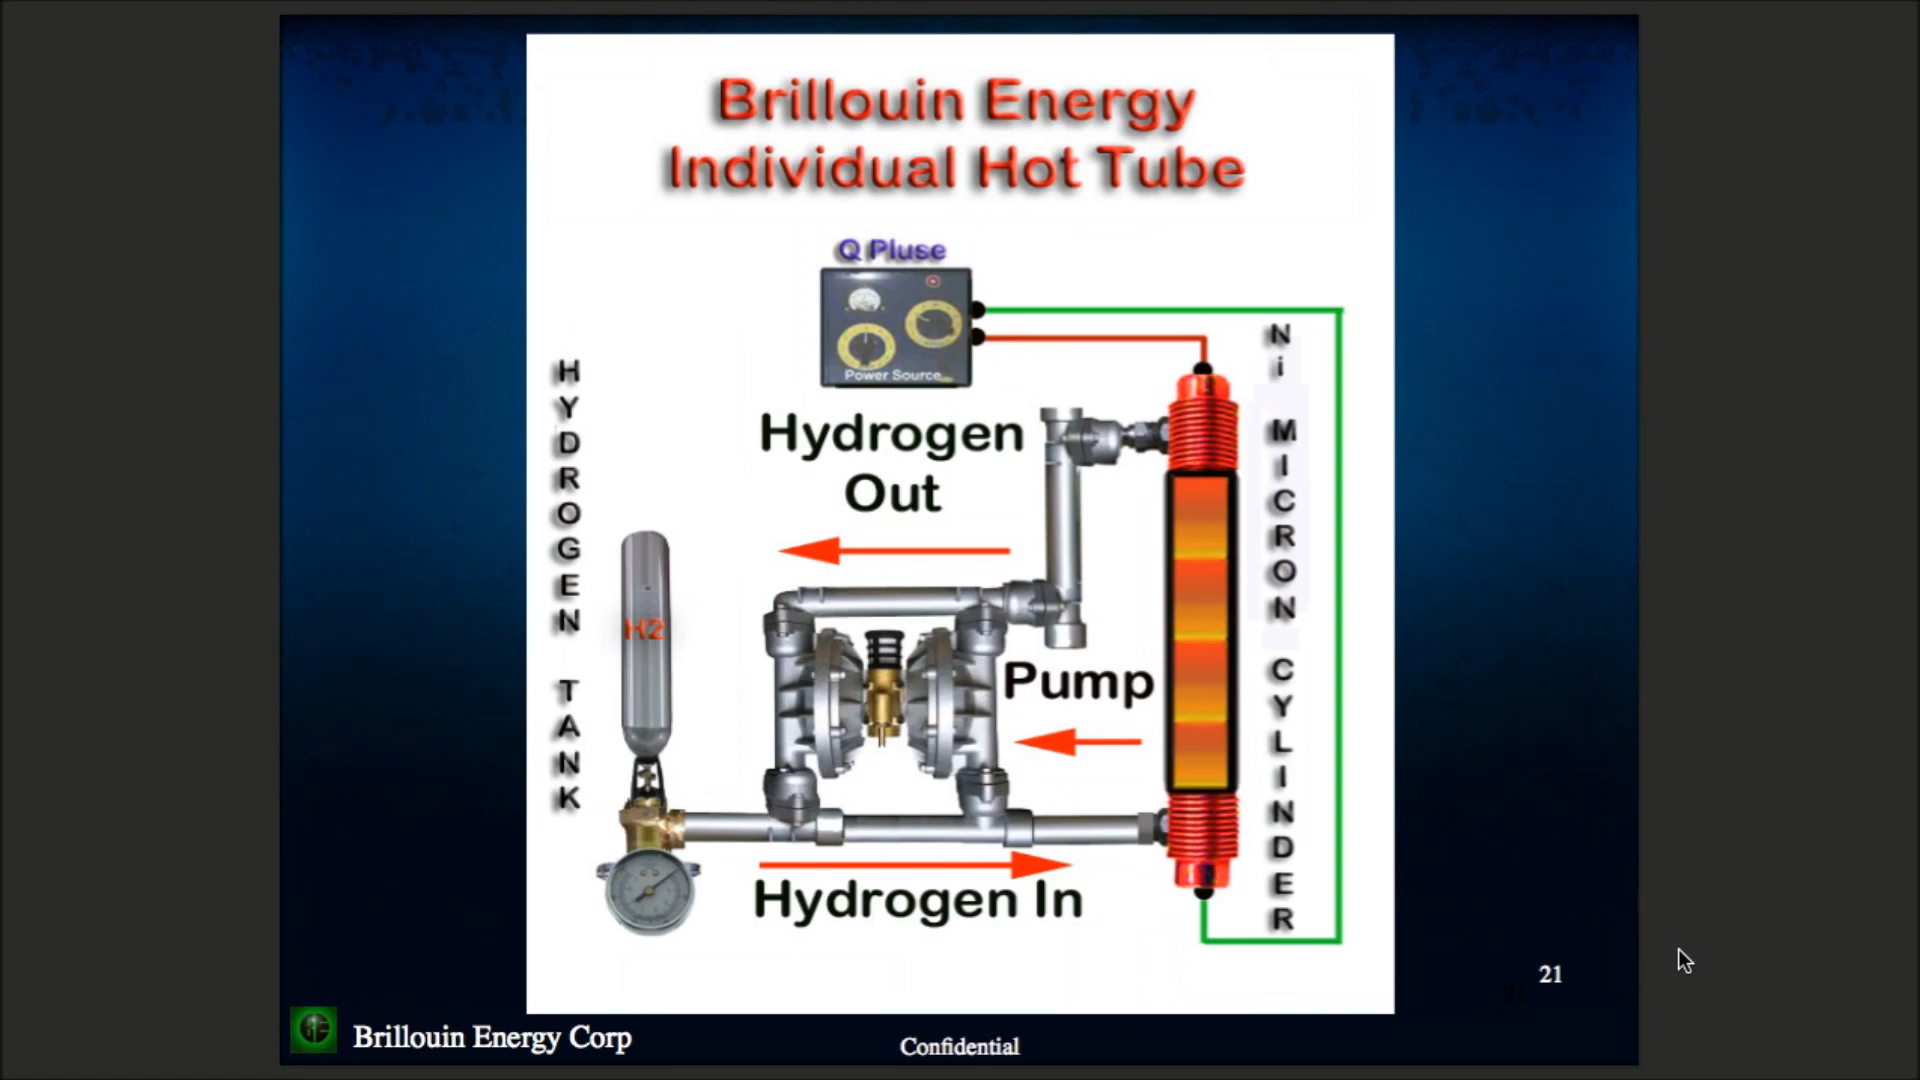 Brillouin Energy
Individual Hot Tube
Q Pluse
Power Source
HYDROGEN TANK
Ni MICRON CYLINDER
Hydrogen
Out
H2
Pump
Hydrogen In
21
Brillouin Energy Corp
Confidential